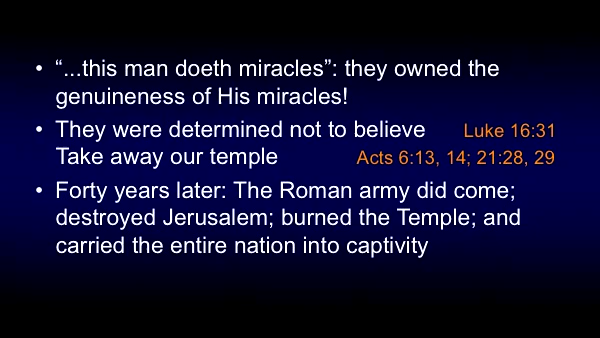 • “...this man doeth miracles”: they owned the
genuineness of His miracles!
• They were determined not to believe Luke 16:31
Take away our temple Acts 6:13, 14; 21:28, 29
• Forty years later: The Roman army did come;
destroyed Jerusalem; burned the Temple; and
carried the entire nation into captivity